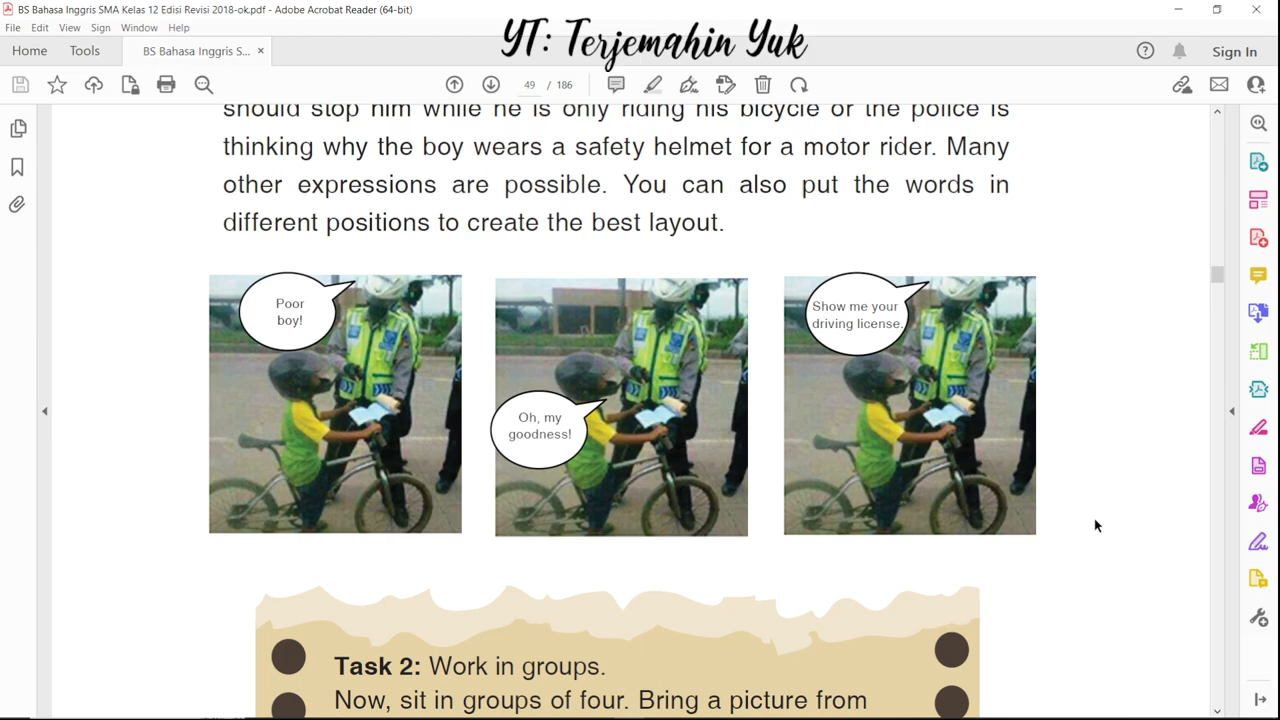 BS Bahasa Inggris SMA Kelas 12 Edisi Revisi 2018-ok.pdf - Adobe Acrobat Reader (64-bit)
YT: Terjemahin Yuk
File Edit View Sign Window Help
Home Tools BS Bahasa Inggris S... × Sign In
49 / 186
should stop him while he is only riding his bicycle or the police is
thinking why the boy wears a safety helmet for a motor rider. Many
other expressions are possible. You can also put the words in
different positions to create the best layout.
Poor
boy!
Oh, my
goodness!
Show me your
driving license.
Task 2: Work in groups.
Now, sit in groups of four. Bring a picture from